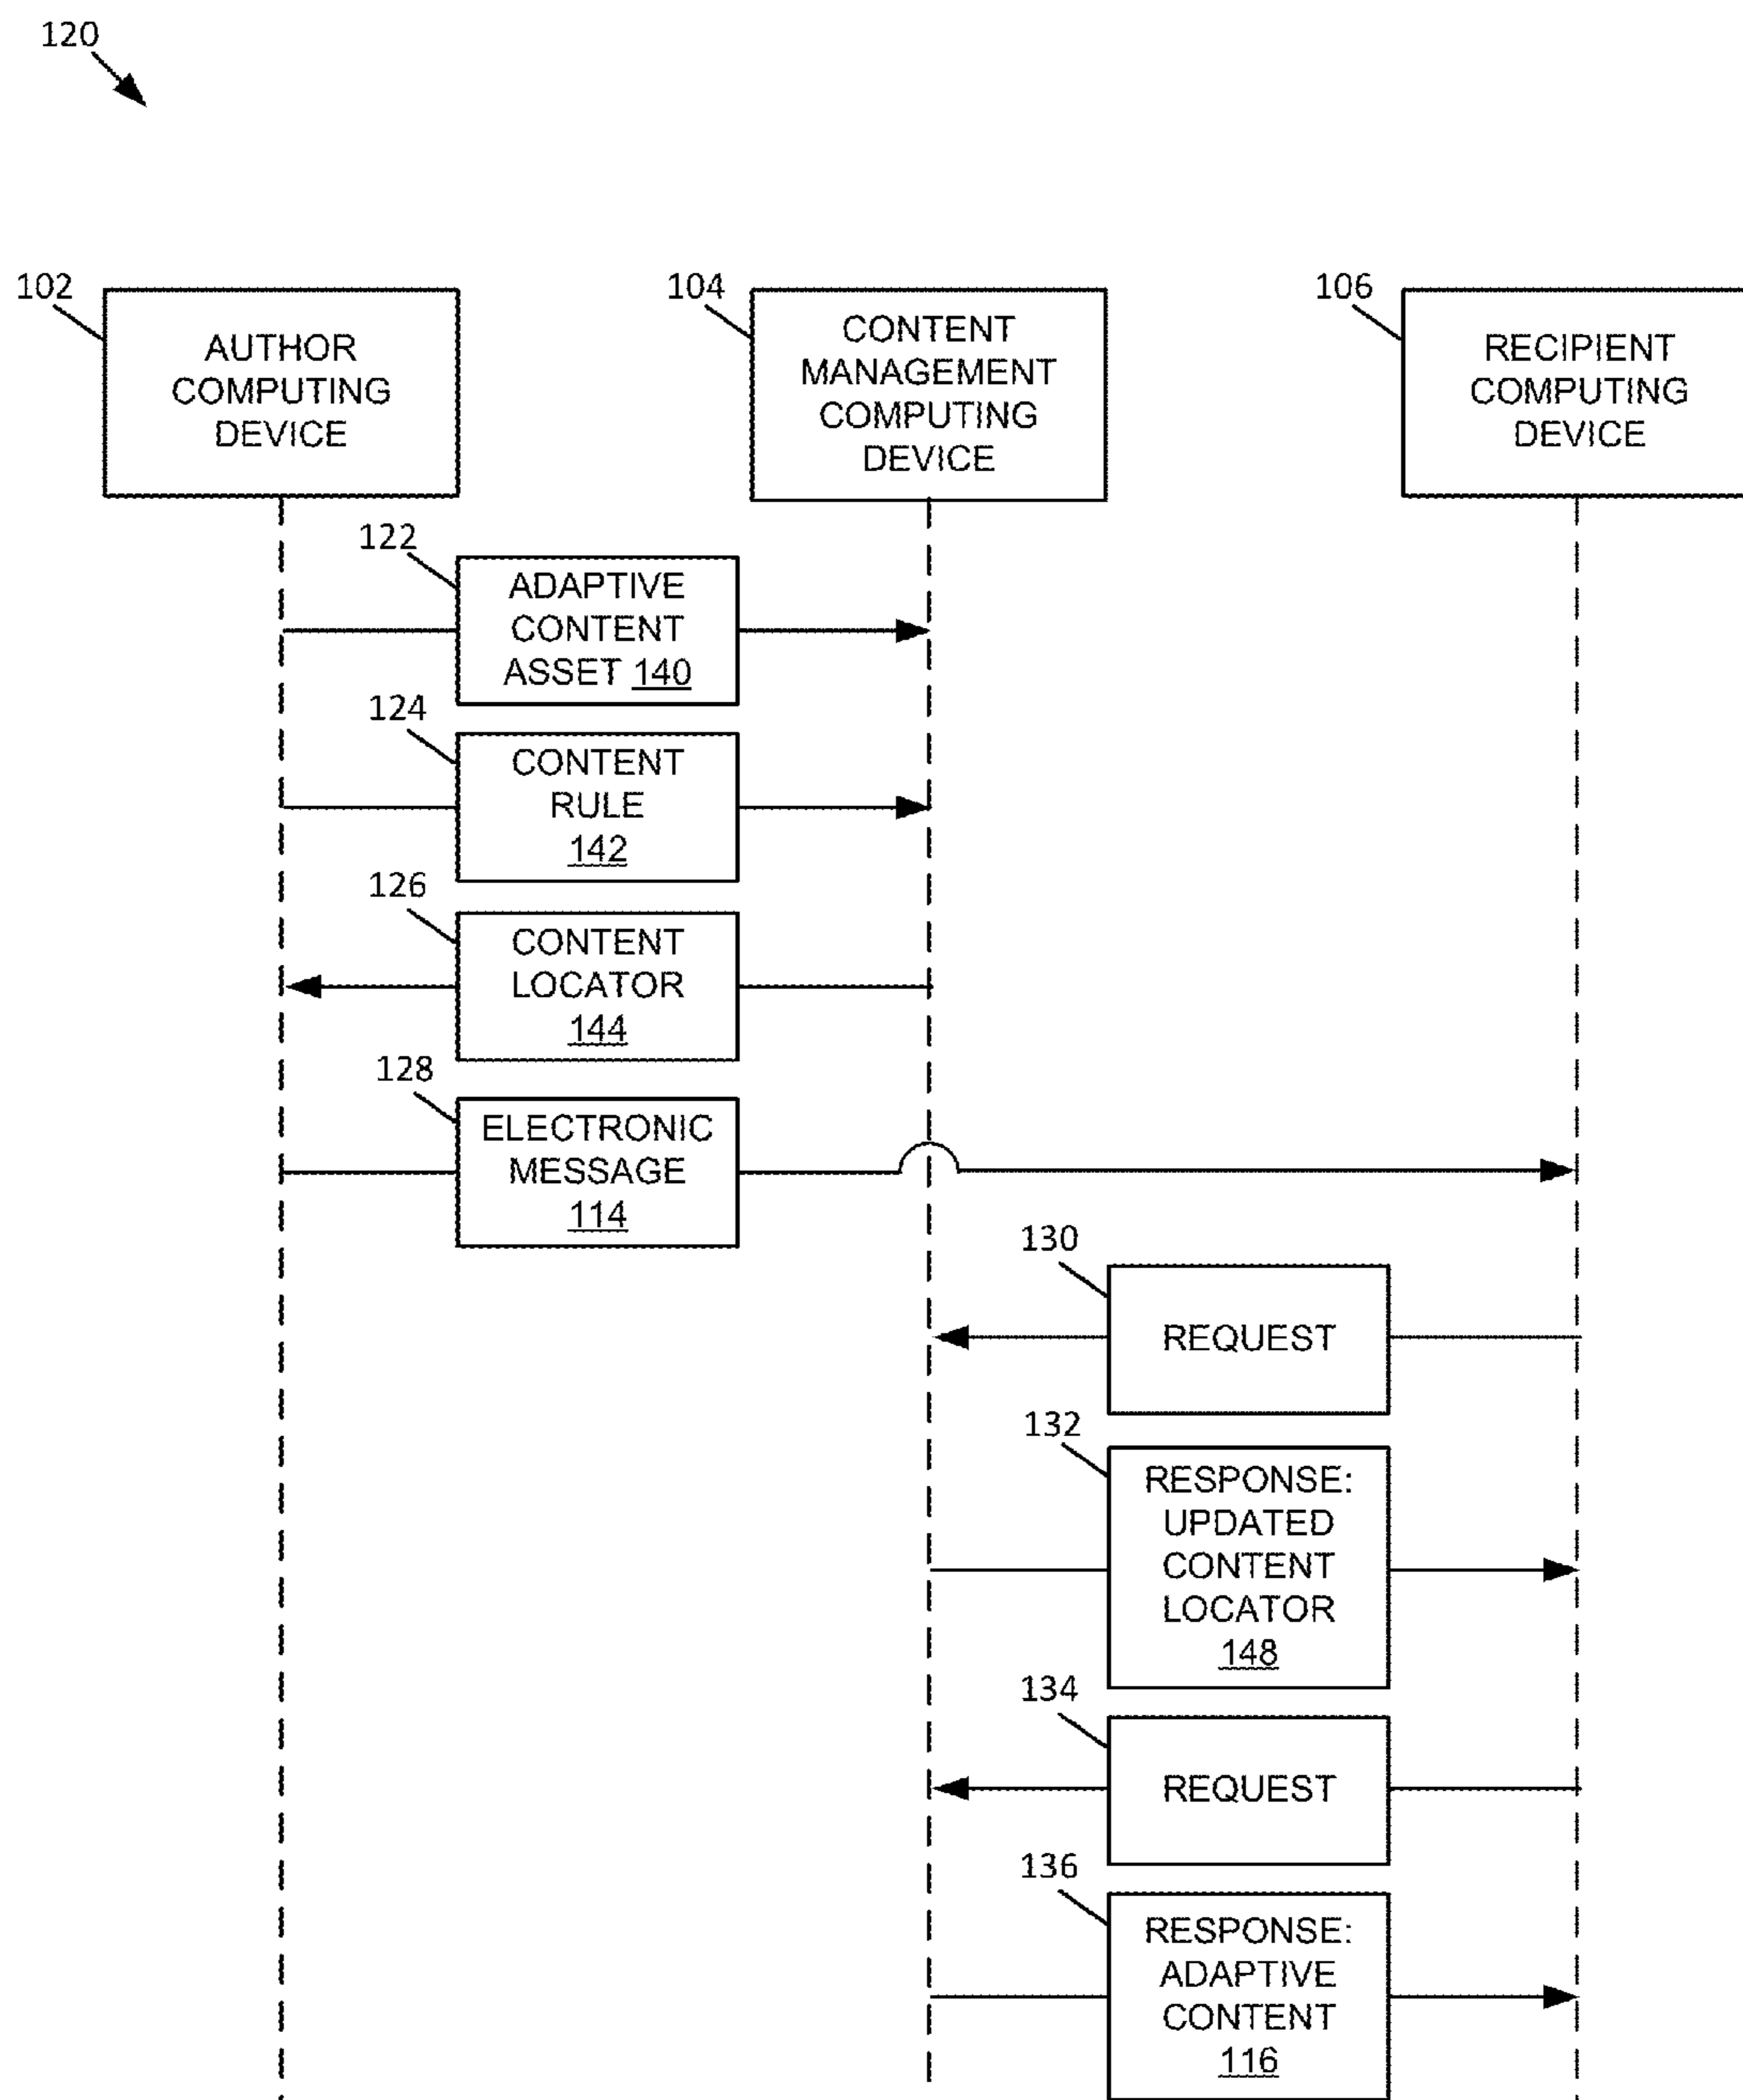 120
102
AUTHOR
COMPUTING
DEVICE
104
CONTENT
MANAGEMENT
COMPUTING
DEVICE
106
RECIPIENT
COMPUTING
DEVICE
122
ADAPTIVE
CONTENT
ASSET 140
124
CONTENT
RULE
142
126
CONTENT
LOCATOR
144
128
ELECTRONIC
MESSAGE
114
130
REQUEST
132
RESPONSE:
UPDATED
CONTENT
LOCATOR
148
134
REQUEST
136
RESPONSE:
ADAPTIVE
CONTENT
116